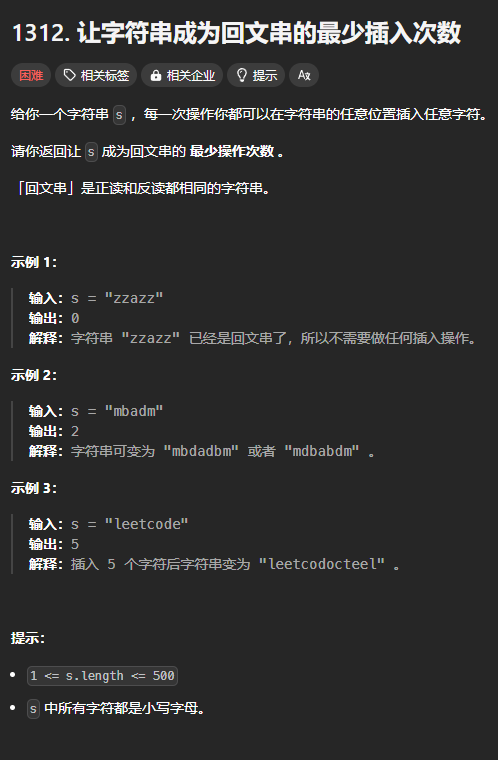 1312. 让字符串成为回文串的最少插入次数
困难 相关标签 相关企业 提示 Az
给你一个字符串 s ，每一次操作你都可以在字符串的任意位置插入任意字符。
请你返回让 s 成为回文串的 最少操作次数 。
「回文串」是正读和反读都相同的字符串。
示例 1：
输入：s = "zzazz"
输出：0
解释：字符串 "zzazz" 已经是回文串了，所以不需要做任何插入操作。
示例 2：
输入：s = "mbadm"
输出：2
解释：字符串可变为 "mbdadbm" 或者 "mdbabdm" 。
示例 3：
输入：s = "leetcode"
输出：5
解释：插入 5 个字符后字符串变为 "leetcodocteel" 。
提示：
• 1 <= s.length <= 500
• s 中所有字符都是小写字母。